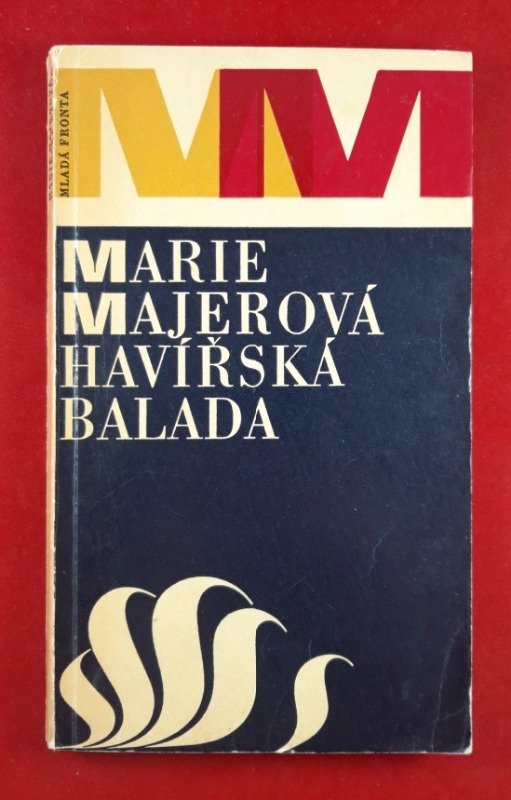 MM
MLADÁ FRONTA
MARIE
MAJEROVÁ
HAVÍŘSKÁ
BALADA